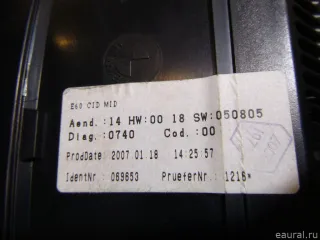 E60 CID MID
Aend.:14 HW:00 18 SW:050805
Diag.:0740 Cod.:00
ProdDate: 2007 01 18 14:25:57
IdentNr.: 069653 PrueferNr.: 1216*
eaural.ru